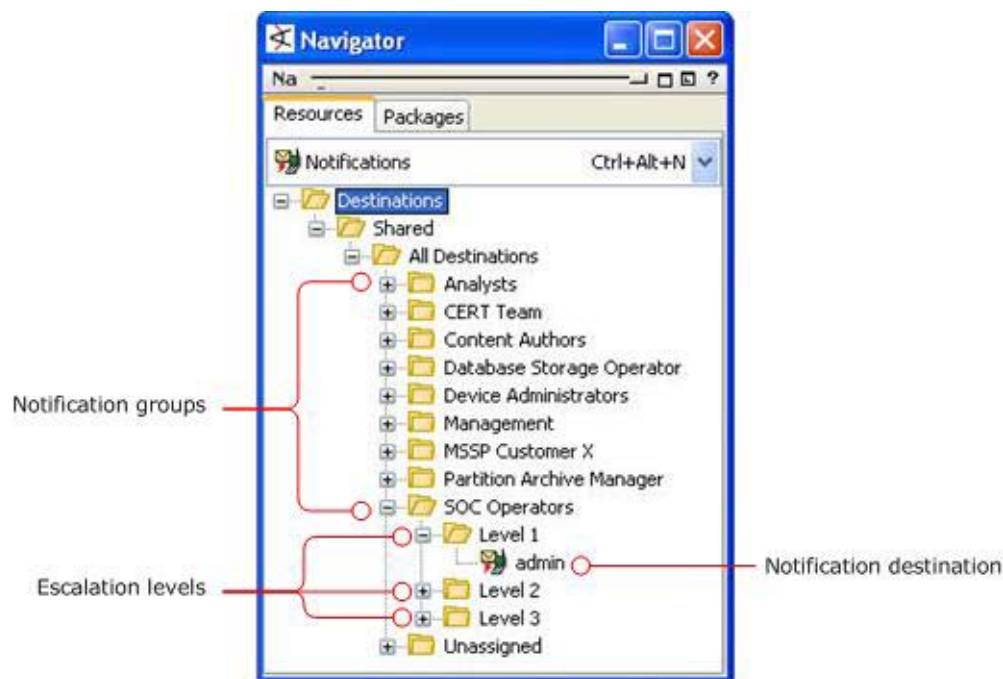 Navigator
Na
?
Resources Packages
Notifications Ctrl+Alt+N
Destinations
Shared
All Destinations
Analysts
CERT Team
Content Authors
Database Storage Operator
Device Administrators
Notification groups
Management
MSSP Customer X
Partition Archive Manager
SOC Operators
Level 1
admin
Notification destination
Escalation levels
Level 2
Level 3
Unassigned